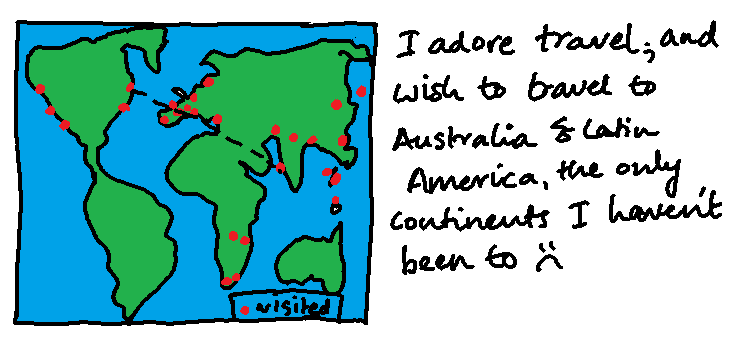 I adore travel, and
wish to travel to
Australia & Latin
America, the only
continents I haven't
been to :(
visited